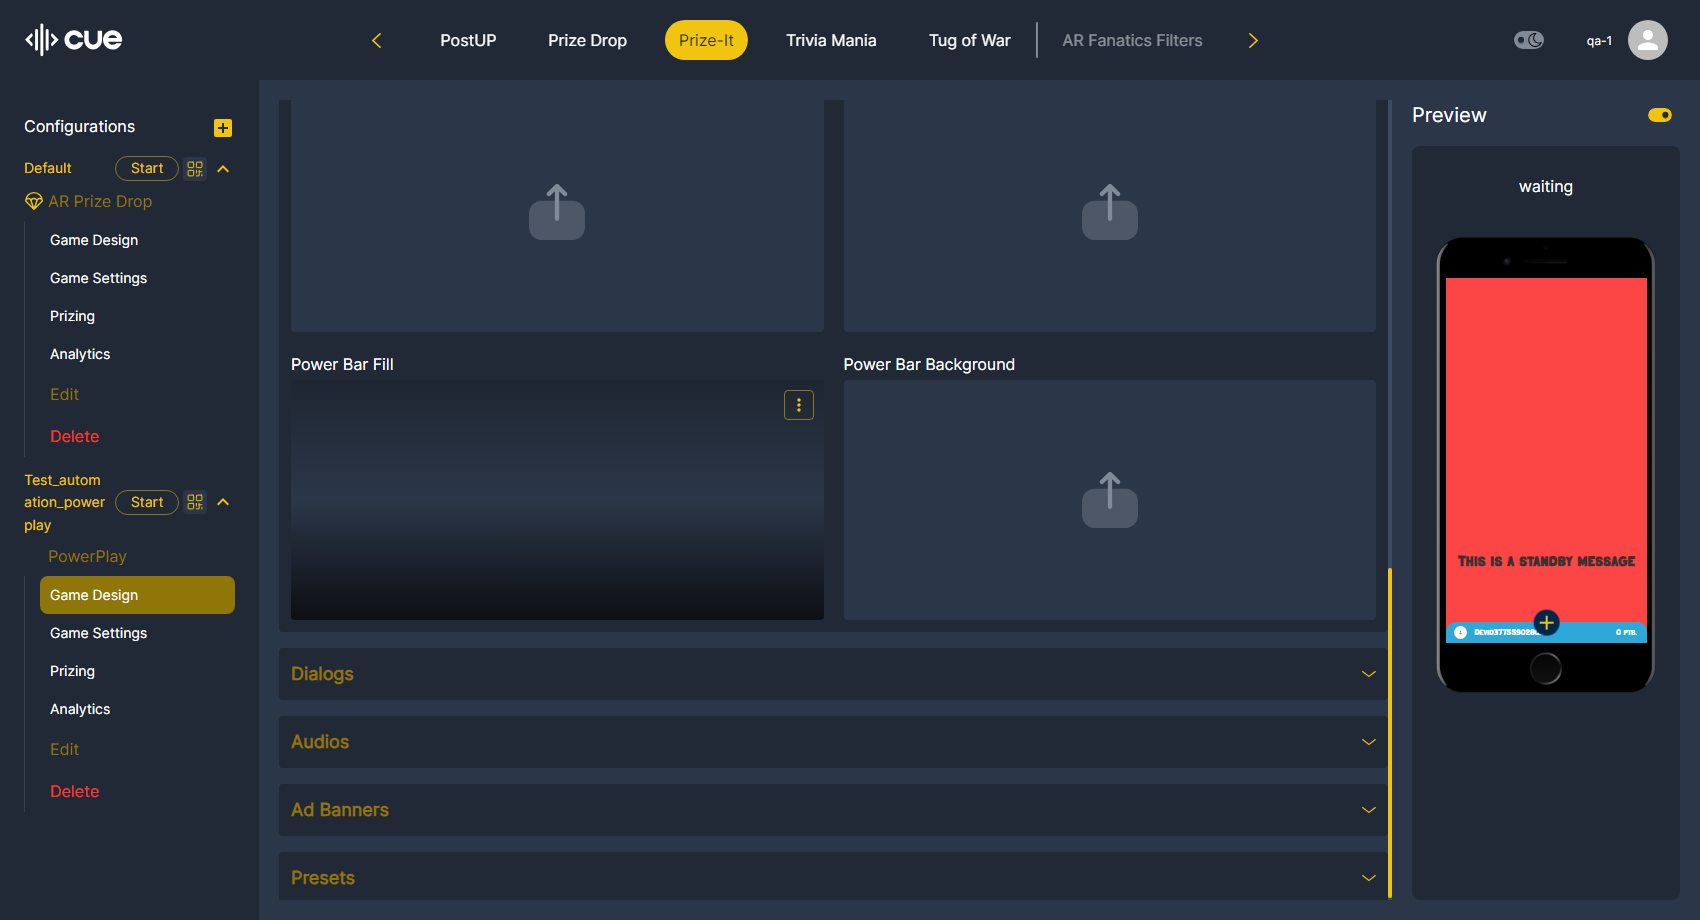 cue
PostUP
Prize Drop
Prize-It
Trivia Mania
Tug of War
AR Fanatics Filters
qa-1
Configurations
Default
Start
AR Prize Drop
Game Design
Game Settings
Prizing
Analytics
Edit
Delete
Test_autom
ation_power
play
Start
PowerPlay
Game Design
Game Settings
Prizing
Analytics
Edit
Delete
Power Bar Fill
Power Bar Background
Dialogs
Audios
Ad Banners
Presets
Preview
waiting
This is a standby message
0 pts.